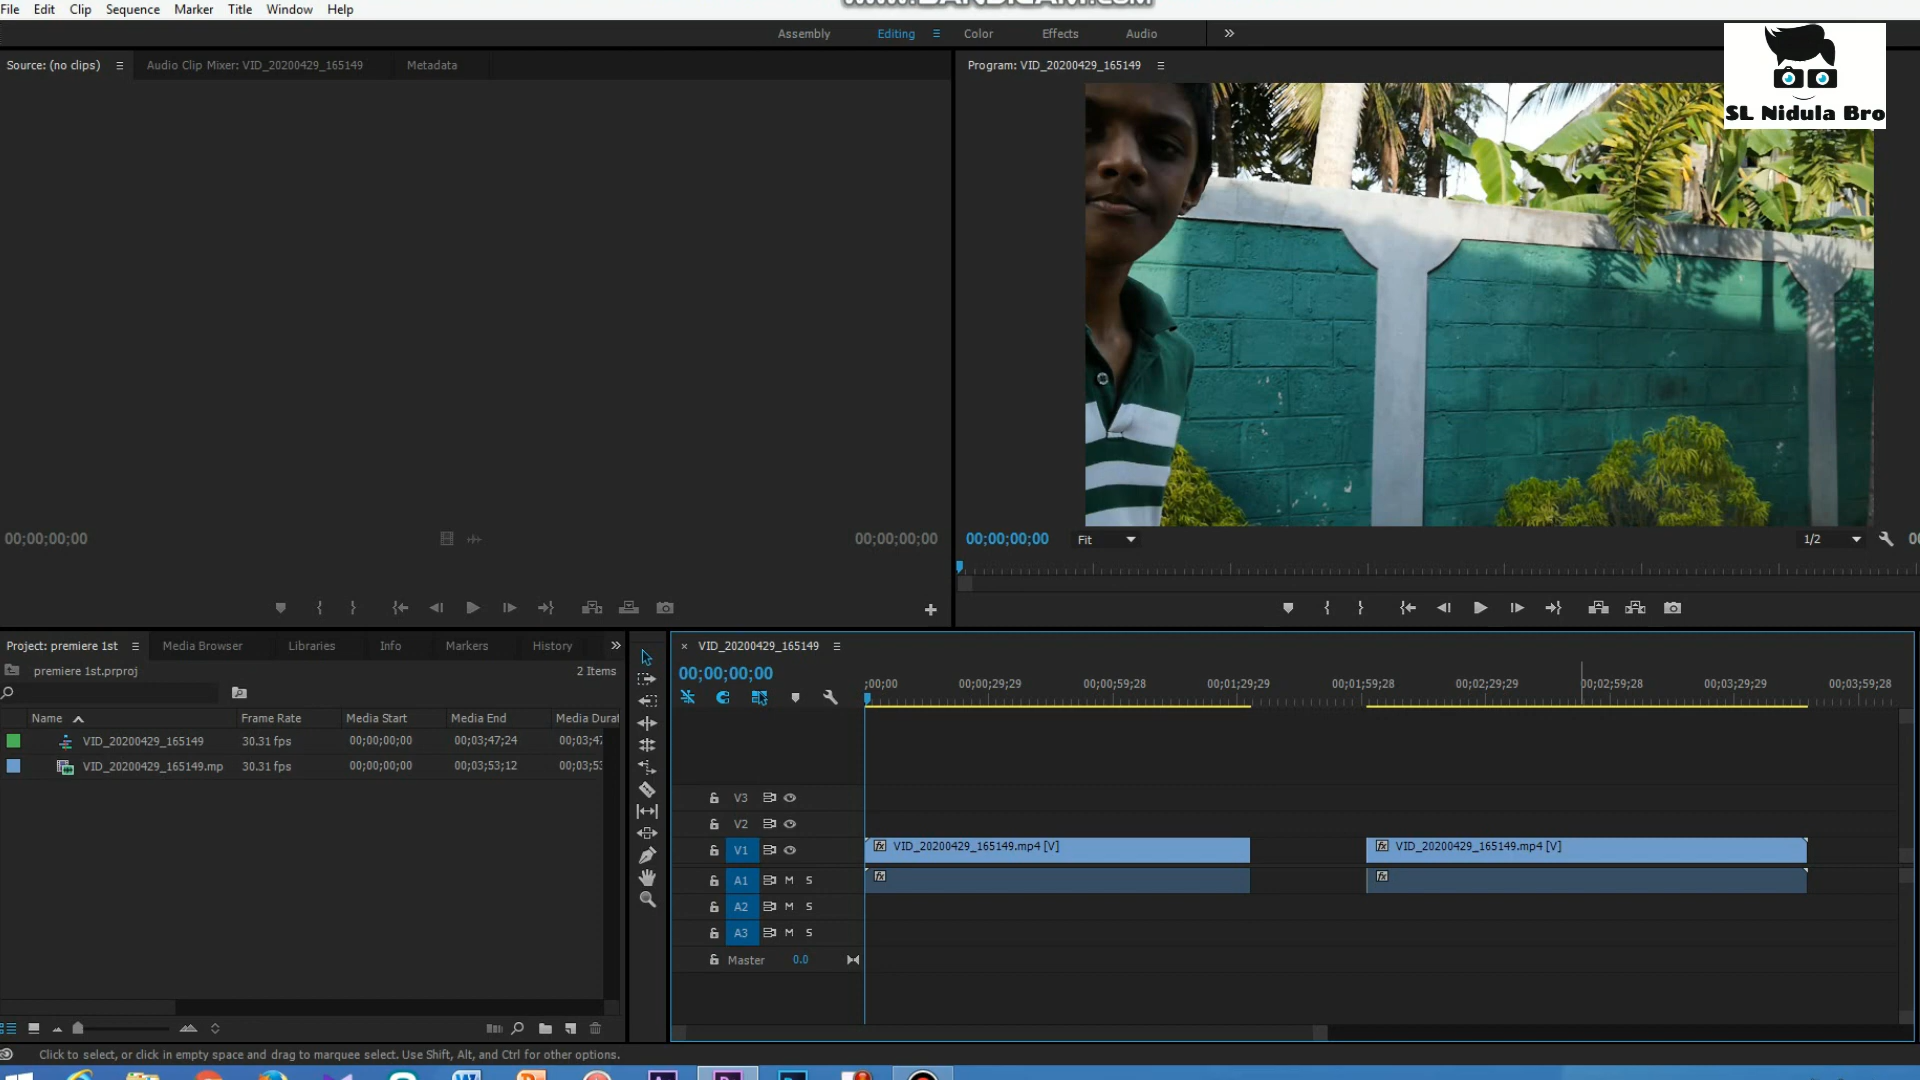 File Edit Clip Sequence Marker Title Window Help
www.BANDICAM.com
Assembly Editing Color Effects Audio
Source: (no clips) Audio Clip Mixer: VID_20200429_165149 Metadata
Program: VID_20200429_165149
SL Nidula Bro
00;00;00;00 00;00;00;00
00;00;00;00 Fit 1/2
Project: premiere 1st Media Browser Libraries Info Markers History
premiere 1st.prproj 2 Items
Name Frame Rate Media Start Media End Media Durat
VID_20200429_165149 30.31 fps 00;00;00;00 00;03;47;24 00;03;47
VID_20200429_165149.mp 30.31 fps 00;00;00;00 00;03;53;12 00;03;53
VID_20200429_165149
00;00;00;00
;00;00 00;00;29;29 00;00;59;28 00;01;29;29 00;01;59;28 00;02;29;29 00;02;59;28 00;03;29;29 00;03;59;28
V3
V2
V1 VID_20200429_165149.mp4 [V] VID_20200429_165149.mp4 [V]
A1 M S
A2 M S
A3 M S
Master 0.0
Click to select, or click in empty space and drag to marquee select. Use Shift, Alt, and Ctrl for other options.